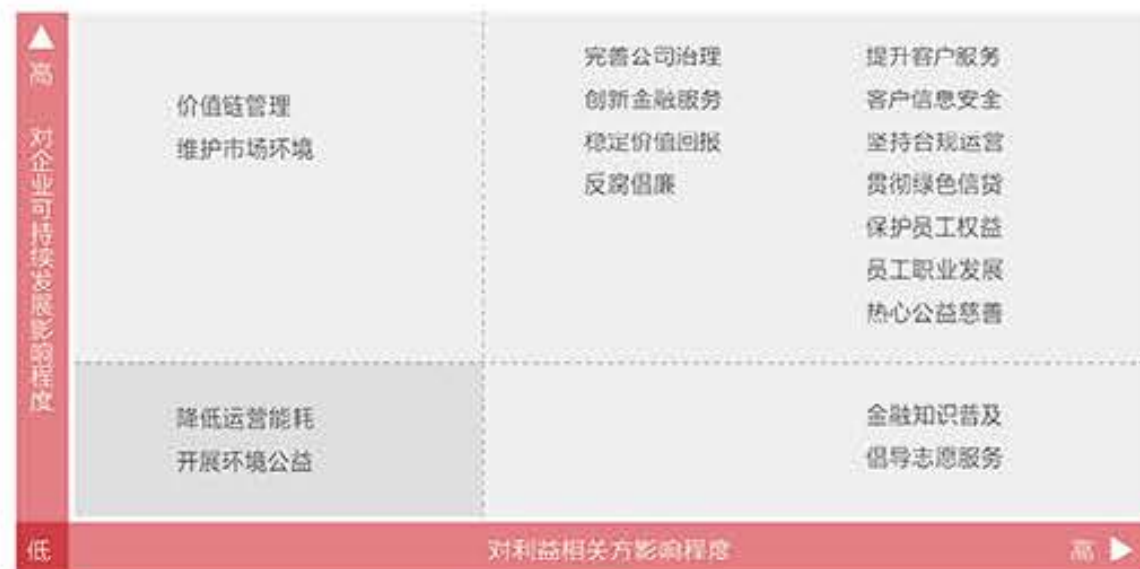 高
对企业可持续发展影响程度
价值链管理
维护市场环境
完善公司治理
创新金融服务
稳定价值回报
反腐倡廉
提升客户服务
客户信息安全
坚持合规运营
贯彻绿色信贷
保护员工权益
员工职业发展
热心公益慈善
降低运营能耗
开展环境公益
金融知识普及
倡导志愿服务
低
对利益相关方影响程度
高